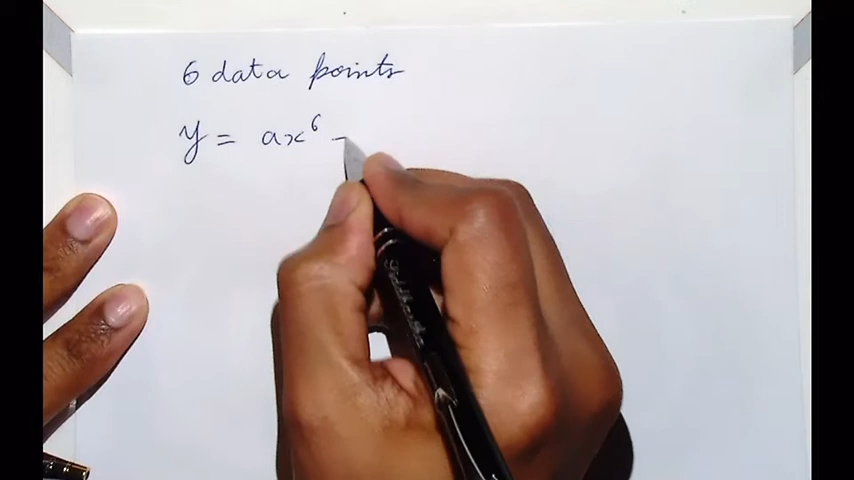 6 data points
y = ax⁶ –